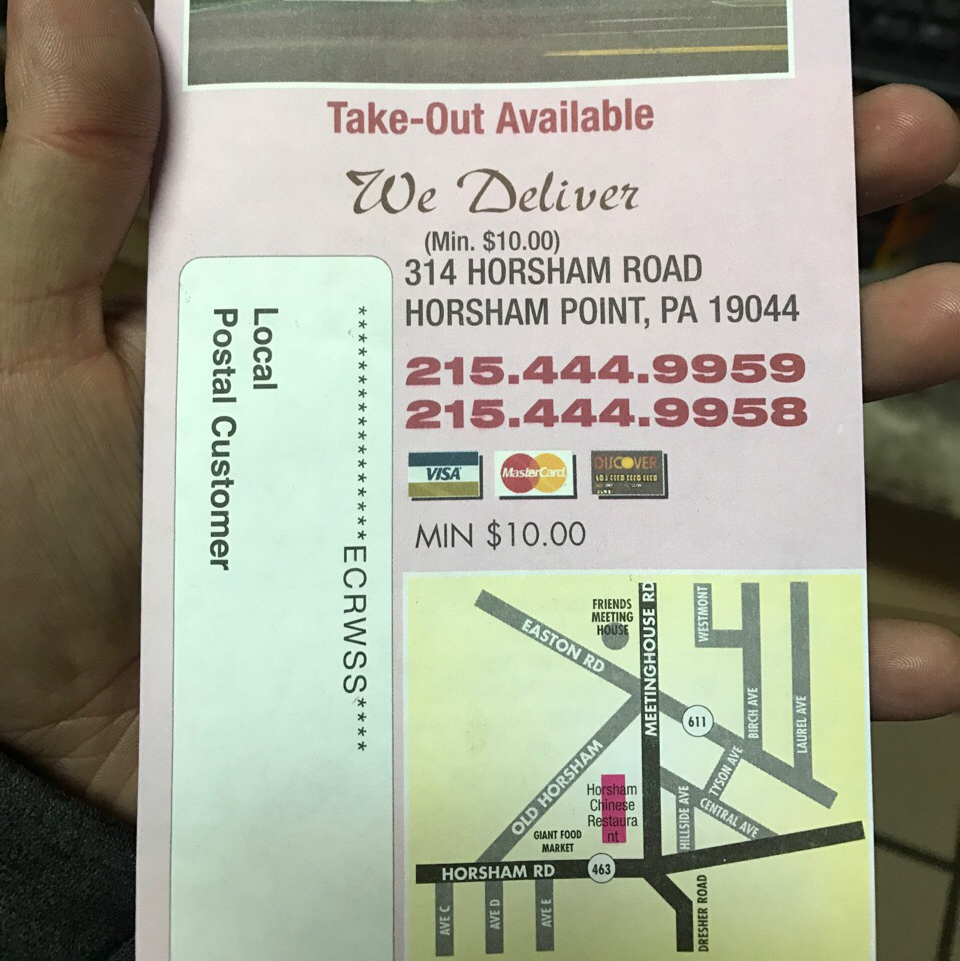 Take-Out Available
We Deliver
(Min. $10.00)
314 HORSHAM ROAD
HORSHAM POINT, PA 19044
215.444.9959
215.444.9958
VISA
MasterCard
DISCOVER
MIN $10.00
**********************ECRWSS****
Local
Postal Customer
FRIENDS
MEETING
HOUSE
EASTON RD
MEETINGHOUSE RD
WESTMONT
BIRCH AVE
LAUREL AVE
611
TYSON AVE
OLD HORSHAM
Horsham
Chinese
Restaura
nt
HILLSIDE AVE
CENTRAL AVE
GIANT FOOD
MARKET
HORSHAM RD
463
AVE C
AVE D
AVE E
DRESHER ROAD